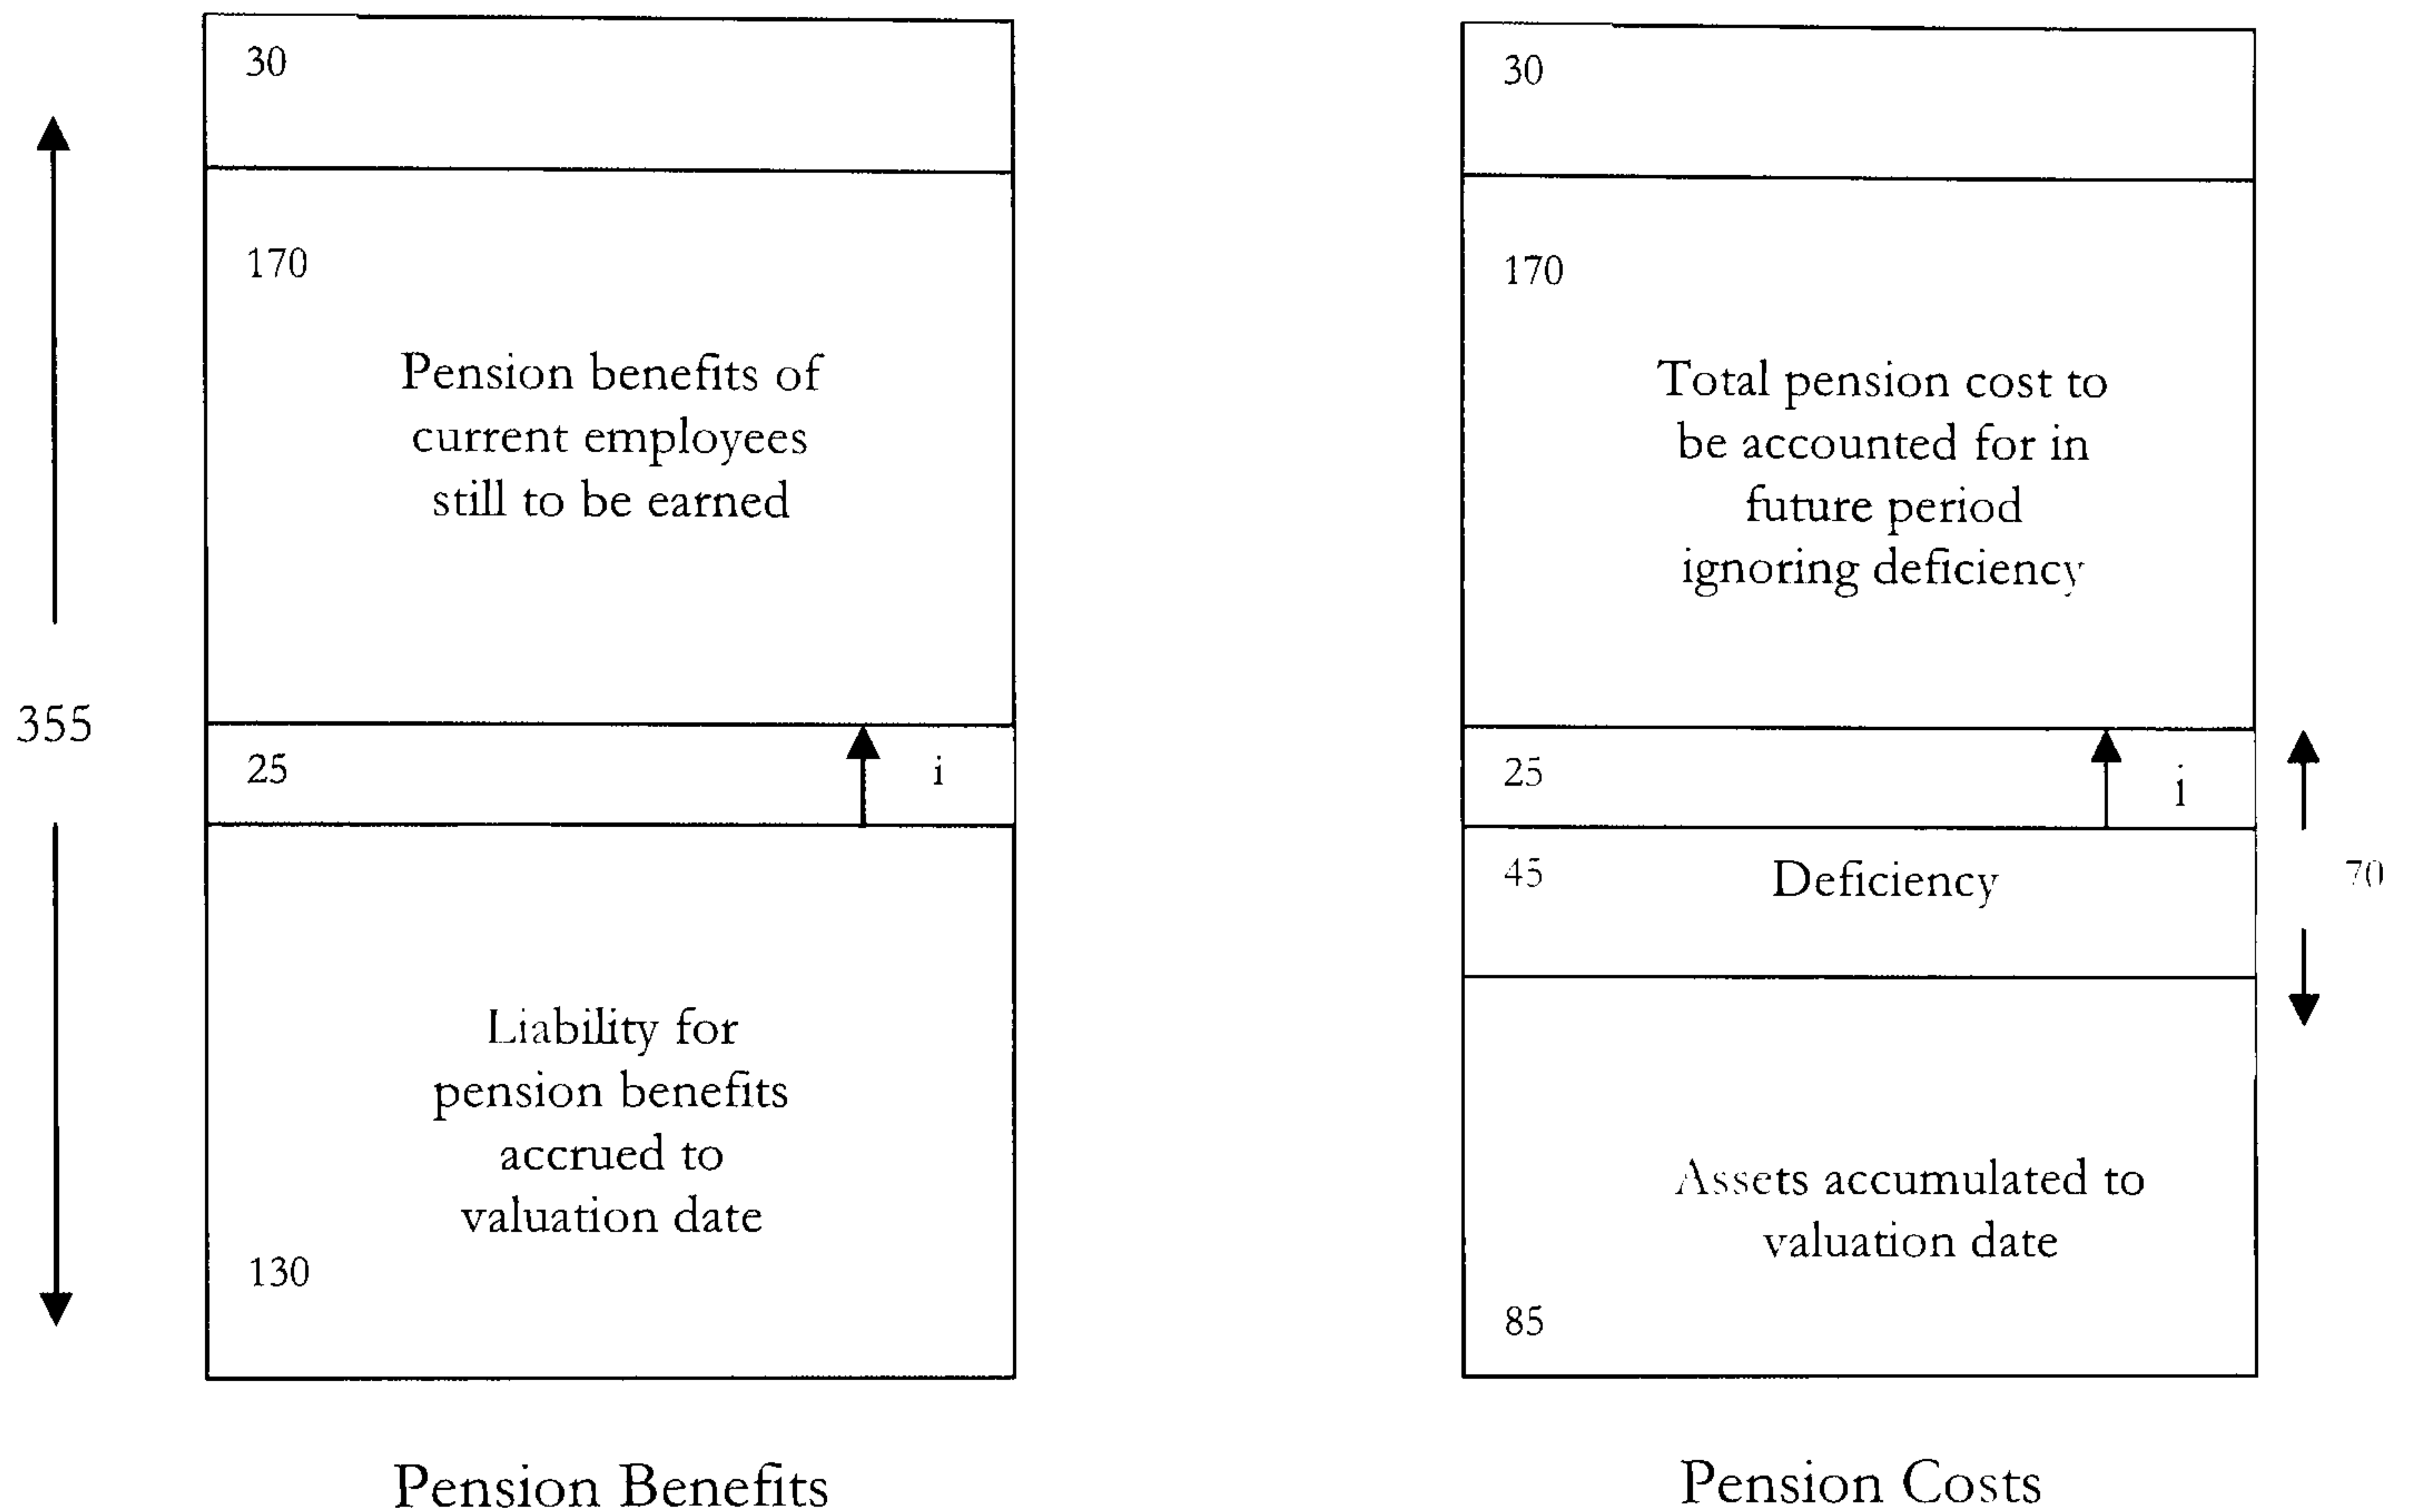 355
30
170
Pension benefits of
current employees
still to be earned
25
i
Liability for
pension benefits
accrued to
valuation date
130
Pension Benefits
30
170
Total pension cost to
be accounted for in
future period
ignoring deficiency
25
i
45
Deficiency
70
Assets accumulated to
valuation date
85
Pension Costs